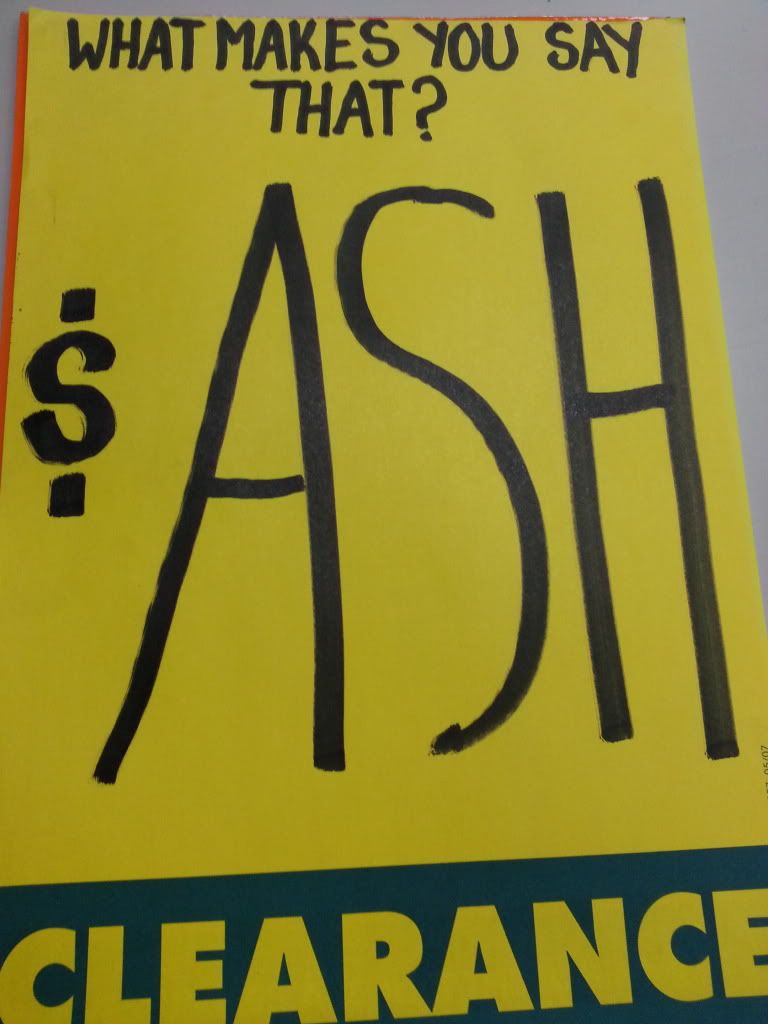 WHAT MAKES YOU SAY
THAT?
$ ASH
CLEARANCE